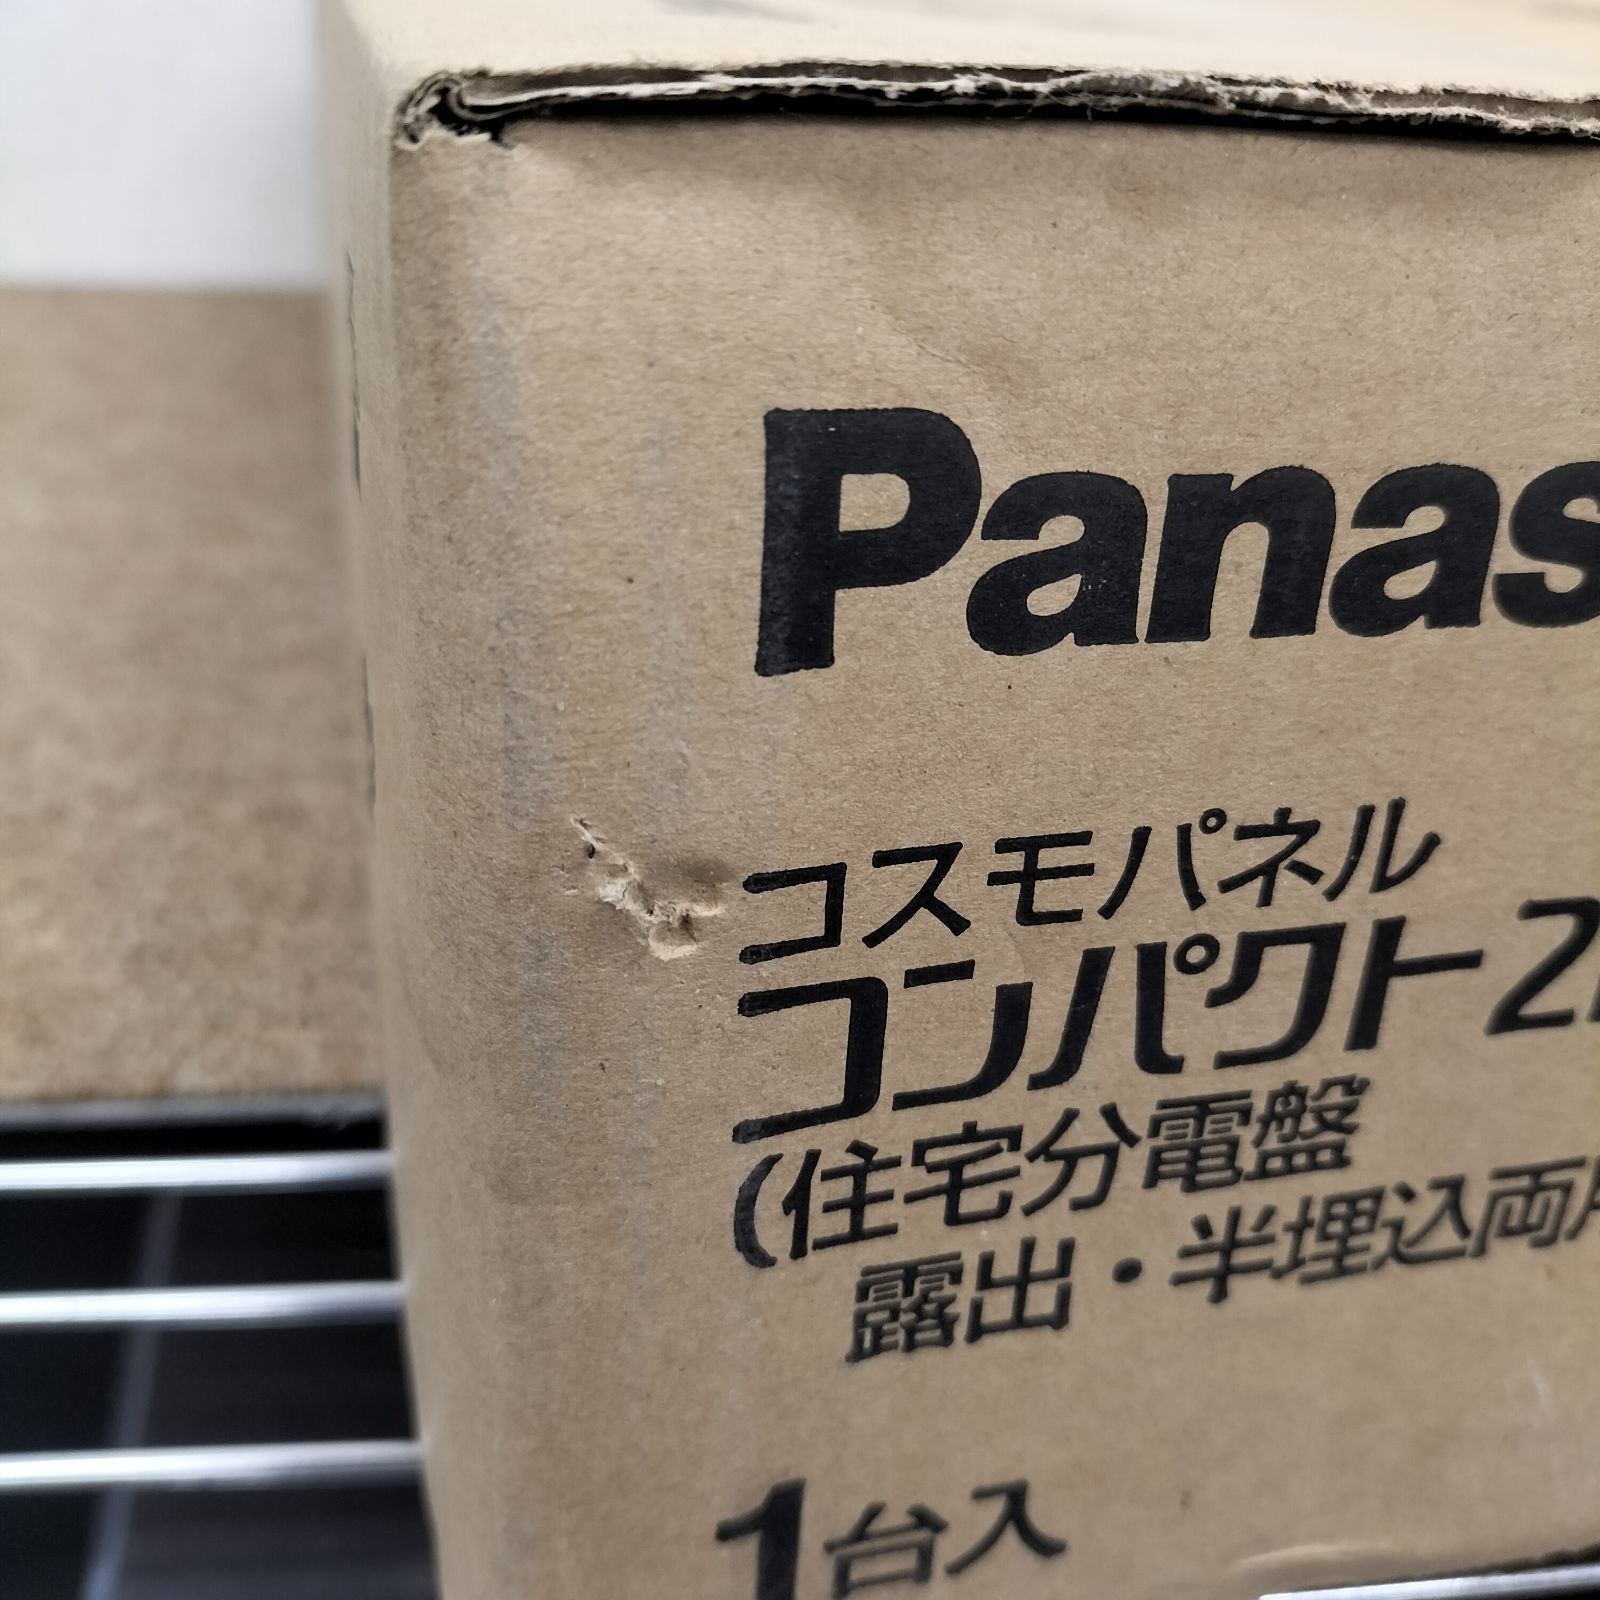 Panas
コスモパネル
コンパクト2
(住宅分電盤
露出・半埋込両用
1台入